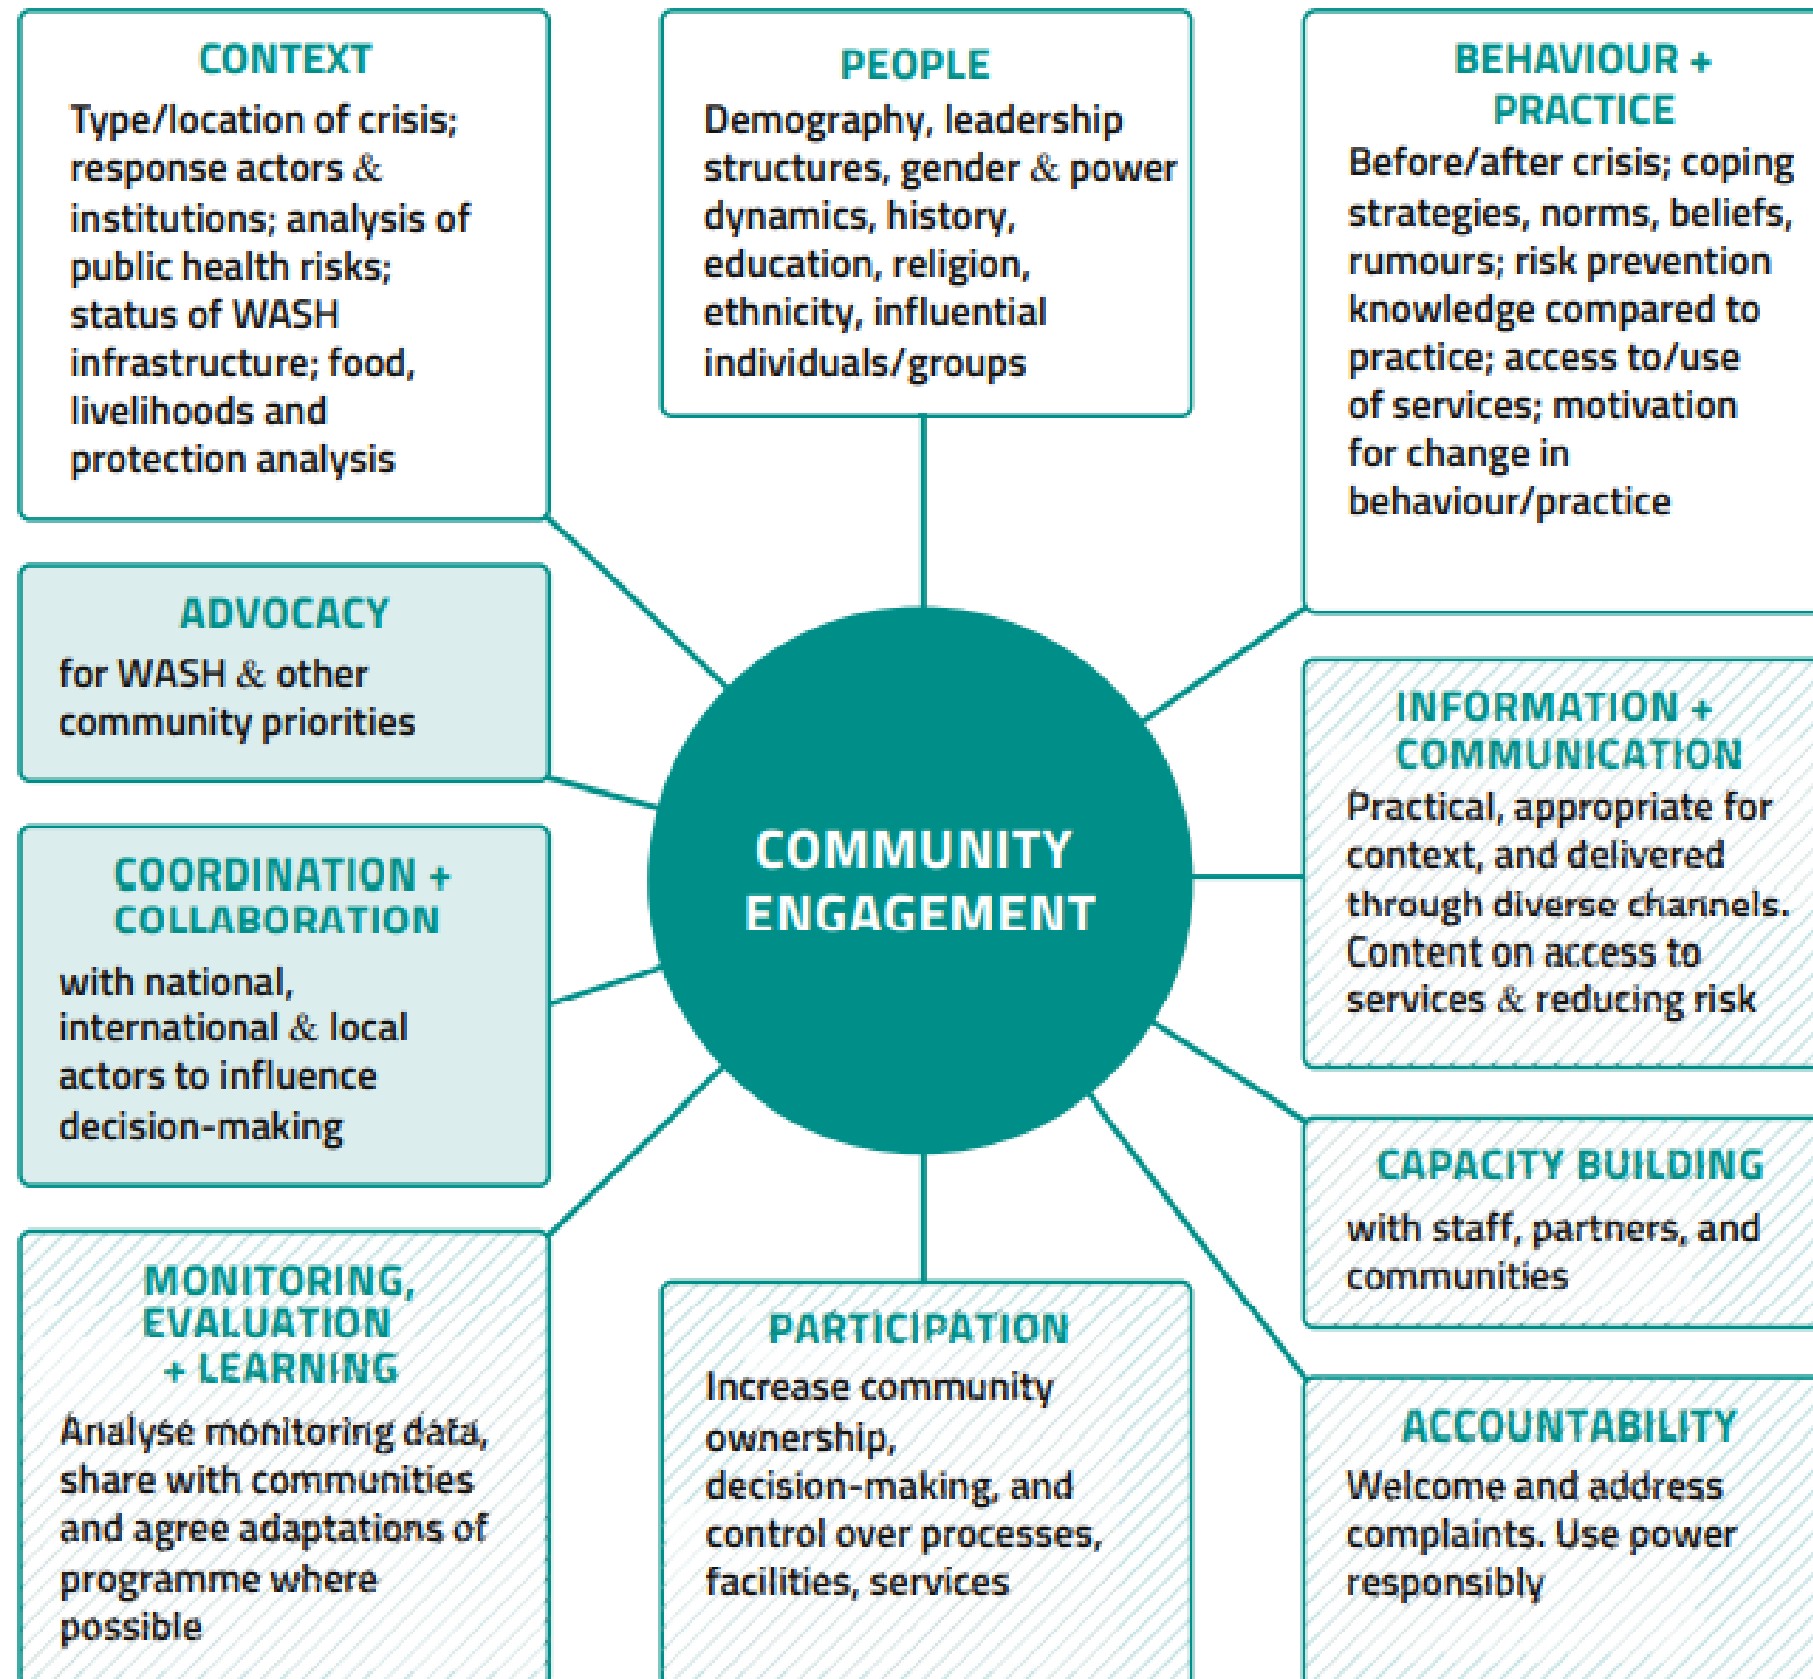 CONTEXT
Type/location of crisis;
response actors &
institutions; analysis of
public health risks;
status of WASH
infrastructure; food,
livelihoods and
protection analysis
PEOPLE
Demography, leadership
structures, gender & power
dynamics, history,
education, religion,
ethnicity, influential
individuals/groups
BEHAVIOUR +
PRACTICE
Before/after crisis; coping
strategies, norms, beliefs,
rumours; risk prevention
knowledge compared to
practice; access to/use
of services; motivation
for change in
behaviour/practice
ADVOCACY
for WASH & other
community priorities
COMMUNITY
ENGAGEMENT
INFORMATION +
COMMUNICATION
Practical, appropriate for
context, and delivered
through diverse channels.
Content on access to
services & reducing risk
COORDINATION +
COLLABORATION
with national,
international & local
actors to influence
decision-making
CAPACITY BUILDING
with staff, partners, and
communities
MONITORING,
EVALUATION
+ LEARNING
Analyse monitoring data,
share with communities
and agree adaptations of
programme where
possible
PARTICIPATION
Increase community
ownership,
decision-making, and
control over processes,
facilities, services
ACCOUNTABILITY
Welcome and address
complaints. Use power
responsibly